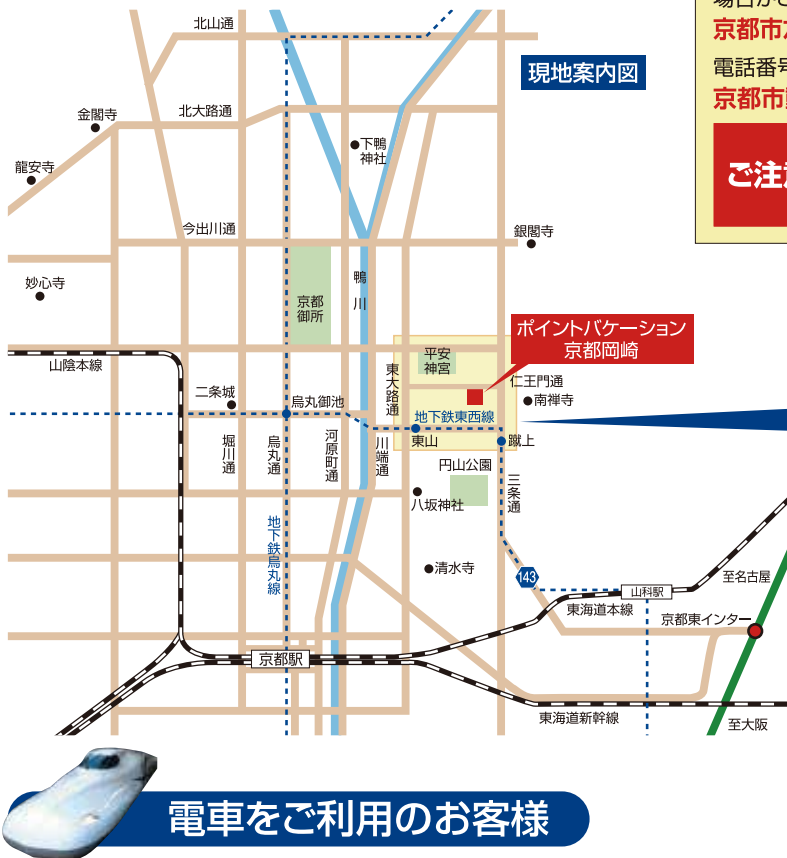 北山通
現地案内図
京都市
電話番号
京都市
ご注意
北大路通
金閣寺
龍安寺
下鴨
神社
今出川通
銀閣寺
妙心寺
鴨川
京都
御所
山陰本線
ポイントバケーション
京都岡崎
平安
神宮
東大路通
仁王門通
南禅寺
二条城
烏丸御池
地下鉄東西線
東山
蹴上
堀川通
烏丸通
河原町通
川端通
円山公園
八坂神社
三条通
地下鉄烏丸線
清水寺
143
山科駅
至名古屋
東海道本線
京都東インター
京都駅
東海道新幹線
至大阪
電車をご利用のお客様